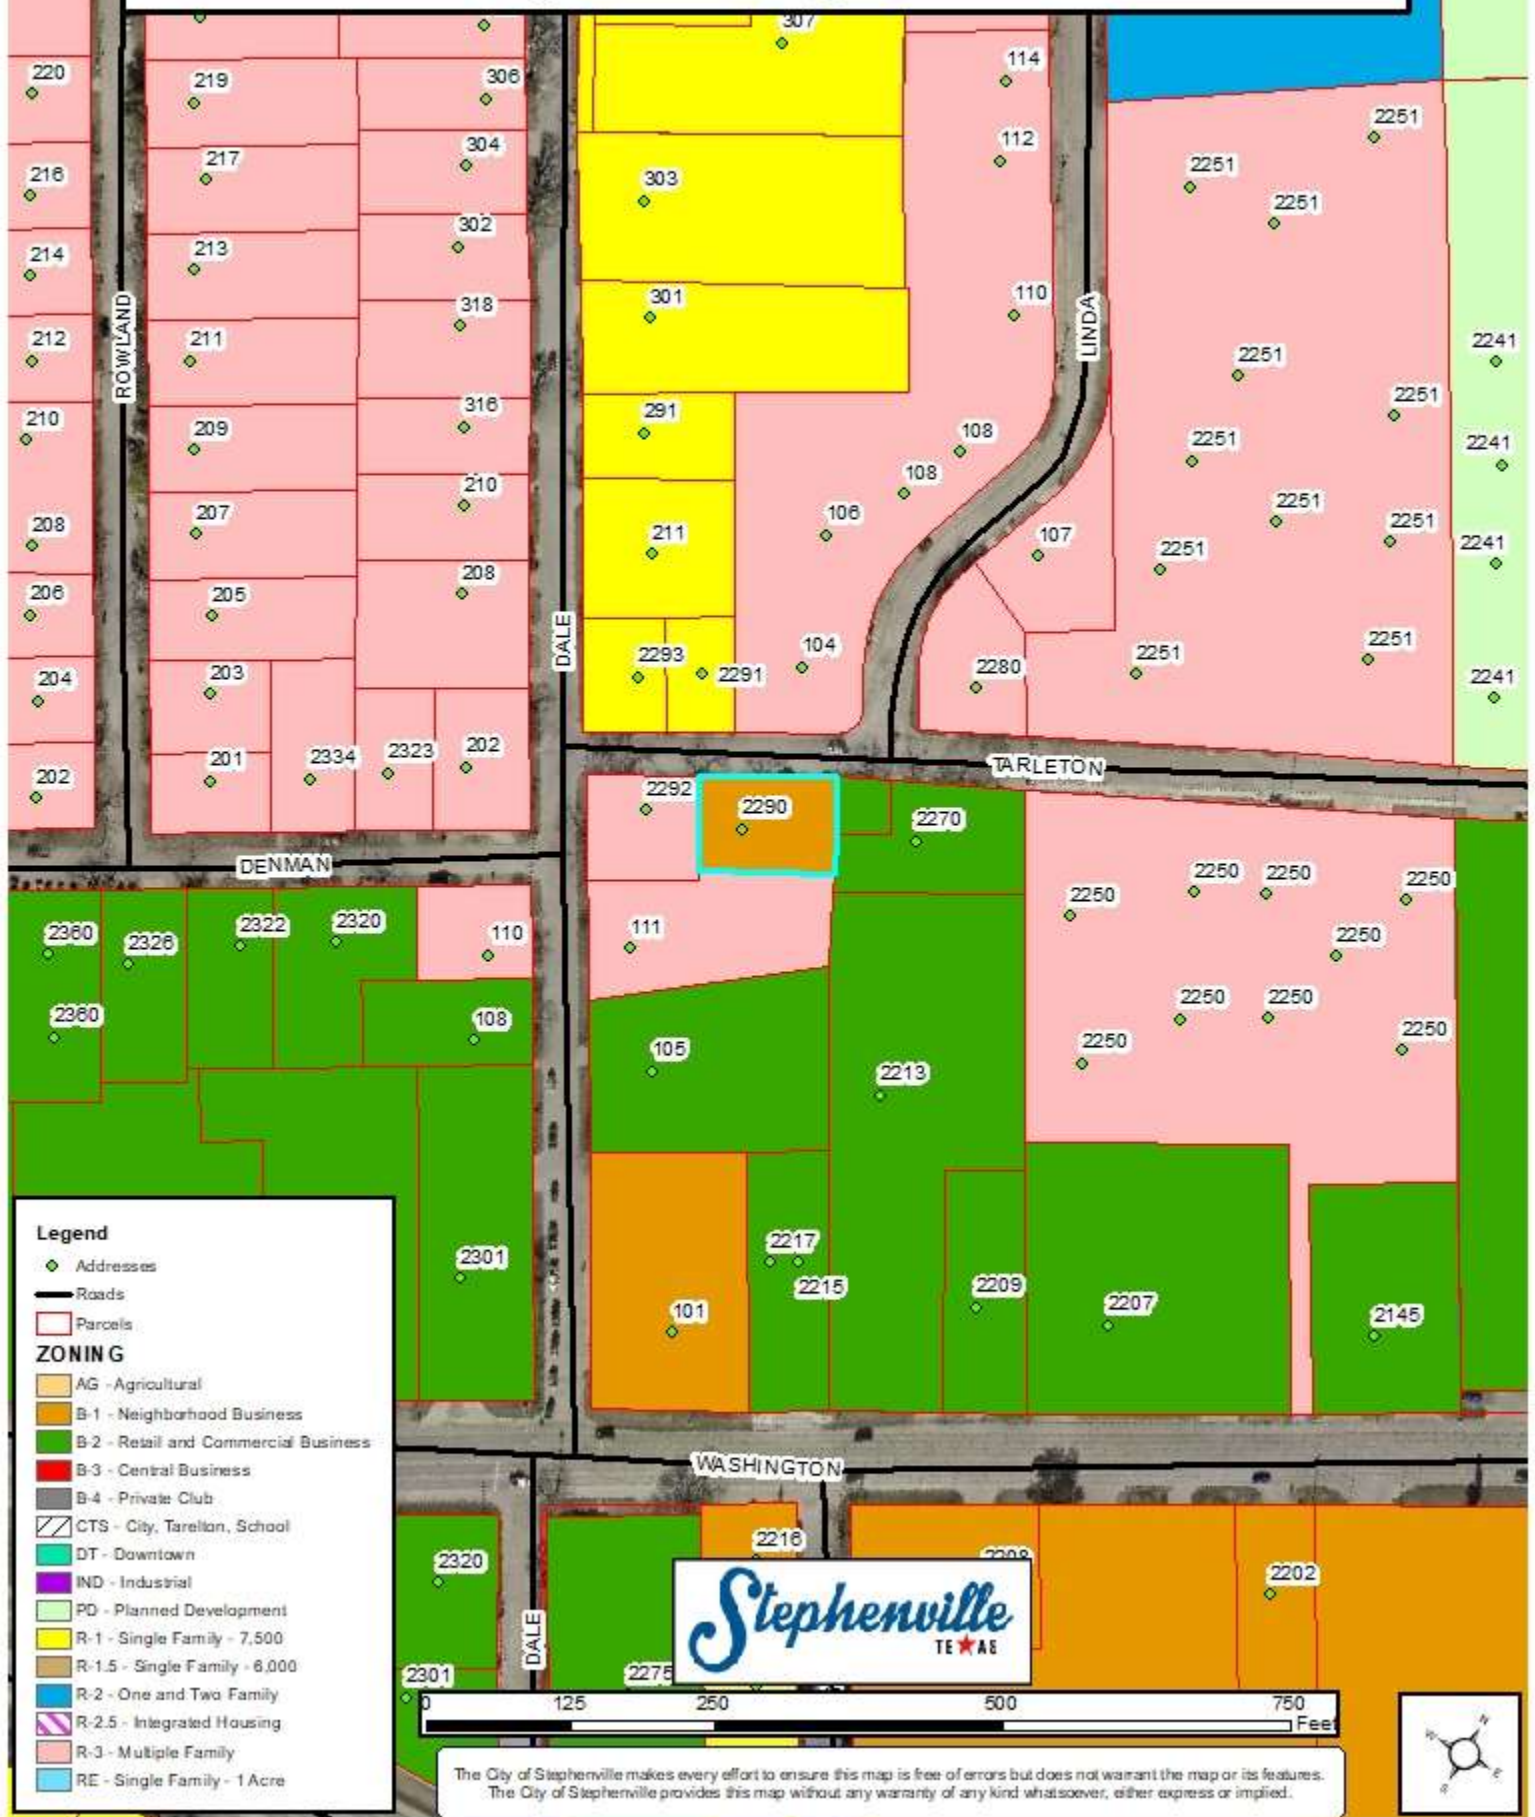 307
220
219
306
114
2251
217
304
112
216
303
2251
2251
302
214
213
110
318
301
ROWLAND
LINDA
212
211
2241
2251
210
316
291
2251
209
108
2251
2241
108
210
2251
208
207
106
2251
211
107
2251
2241
206
205
208
DALE
204
203
2293
2291
104
2280
2251
2251
2241
202
201
2334
2323
202
TARLETON
2292
2290
2270
DENMAN
2250
2250
2250
2250
2360
2326
2322
2320
110
111
2250
2360
108
105
2213
2250
2250
2250
2250
2301
2217
2215
2209
2207
2145
101
Legend
Addresses
Roads
Parcels
ZONING
AG - Agricultural
B-1 - Neighborhood Business
B-2 - Retail and Commercial Business
B-3 - Central Business
B-4 - Private Club
CTS - City, Tarelton, School
DT - Downtown
IND - Industrial
PD - Planned Development
R-1 - Single Family - 7,500
R-1.5 - Single Family - 6,000
R-2 - One and Two Family
R-2.5 - Integrated Housing
R-3 - Multiple Family
RE - Single Family - 1 Acre
WASHINGTON
2320
2216
2208
2202
DALE
Stephenville
TEXAS
2301
2275
0 125 250 500 750
Feet
N
W
E
S
The City of Stephenville makes every effort to ensure this map is free of errors but does not warrant the map or its features.
The City of Stephenville provides this map without any warranty of any kind whatsoever, either express or implied.